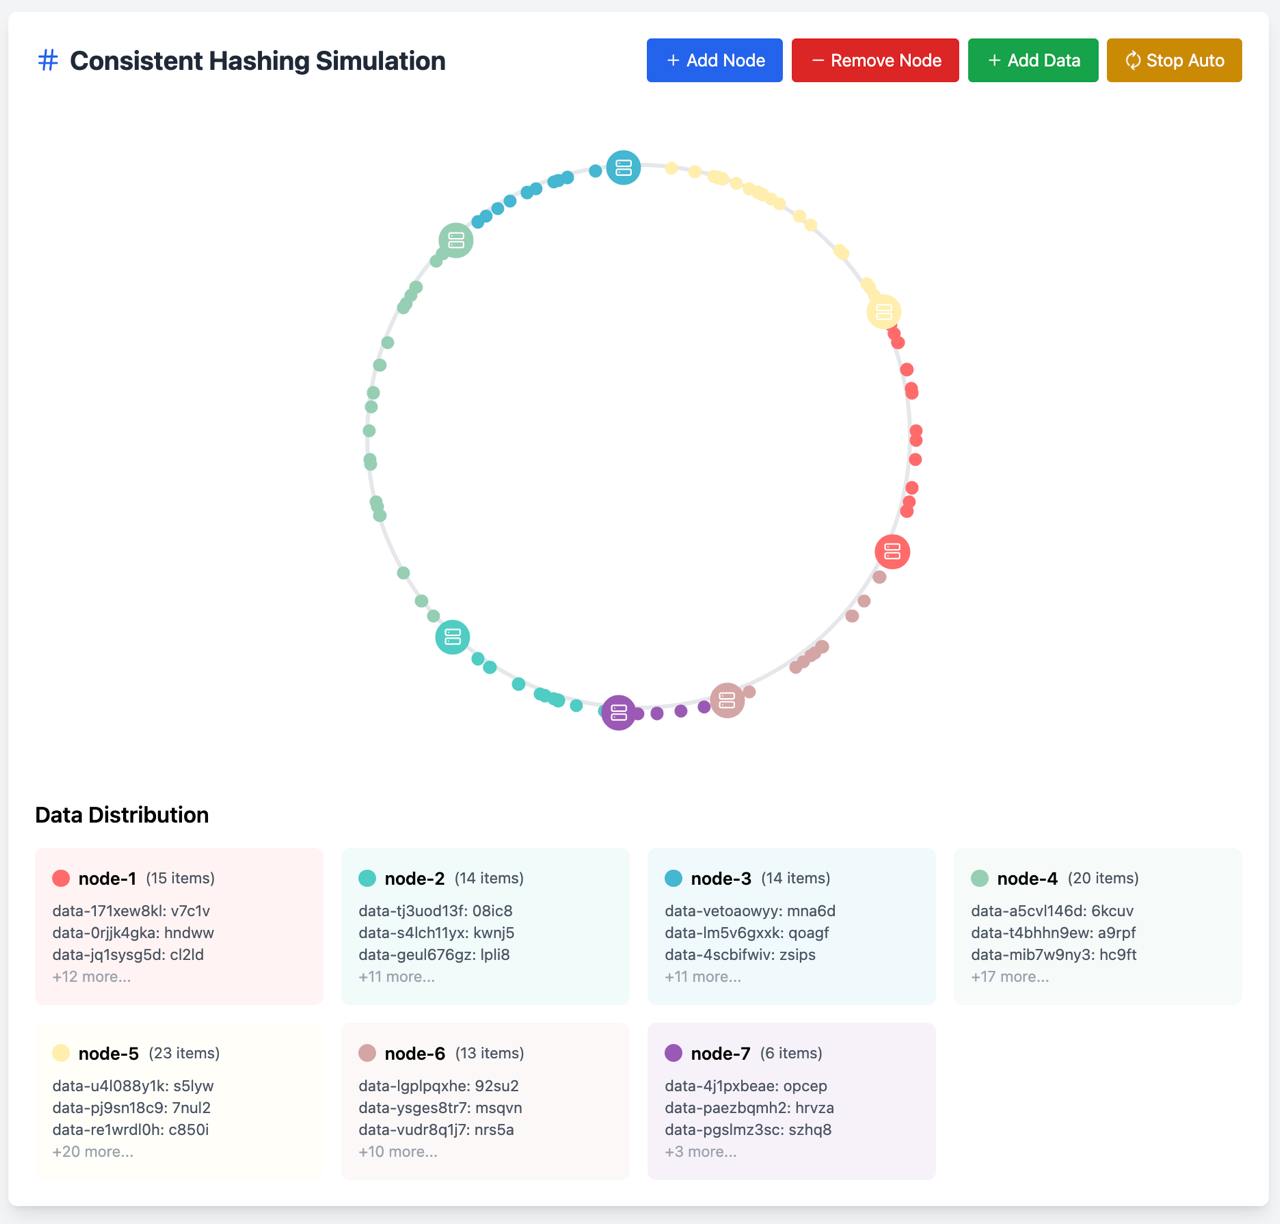 # Consistent Hashing Simulation
+ Add Node
− Remove Node
+ Add Data
Stop Auto
Data Distribution
node-1 (15 items)
data-171xew8kl: v7c1v
data-0rjjk4gka: hndww
data-jq1sysg5d: cl2ld
+12 more...
node-2 (14 items)
data-tj3uod13f: 08ic8
data-s4lch11yx: kwnj5
data-geul676gz: lpli8
+11 more...
node-3 (14 items)
data-vetoaowyy: mna6d
data-lm5v6gxxk: qoagf
data-4scbifwiv: zsips
+11 more...
node-4 (20 items)
data-a5cvl146d: 6kcuv
data-t4bhhn9ew: a9rpf
data-mib7w9ny3: hc9ft
+17 more...
node-5 (23 items)
data-u4l088y1k: s5lyw
data-pj9sn18c9: 7nul2
data-re1wrdl0h: c850i
+20 more...
node-6 (13 items)
data-lgplpqxhe: 92su2
data-ysges8tr7: msqvn
data-vudr8q1j7: nrs5a
+10 more...
node-7 (6 items)
data-4j1pxbeae: opcep
data-paezbqmh2: hrvza
data-pgslmz3sc: szhq8
+3 more...